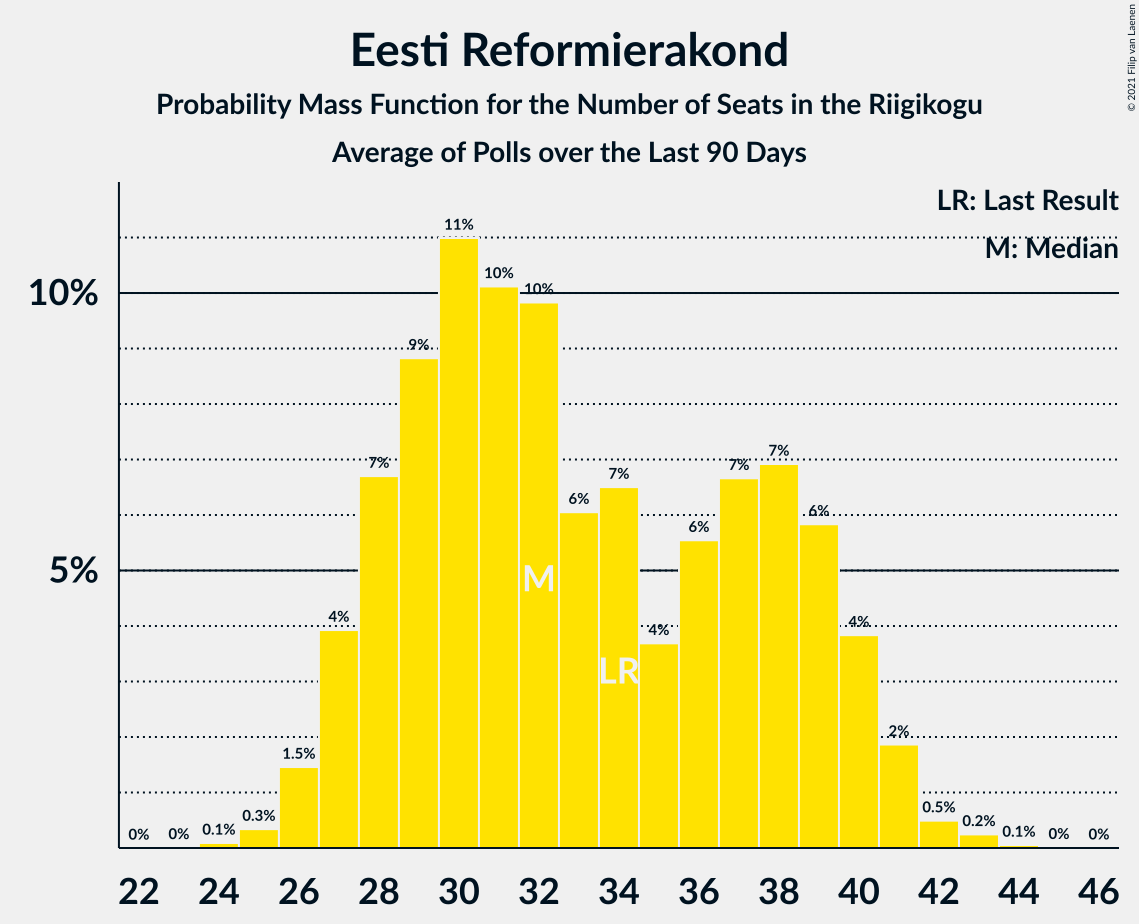 Eesti Reformierakond
Probability Mass Function for the Number of Seats in the Riigikogu
Average of Polls over the Last 90 Days
© 2021 Filip van Laenen
LR: Last Result
M: Median
10%
5%
0% 0% 0.1% 0.3% 1.5% 4% 7% 9% 11% 10% 10% 6% 7% 4% 6% 7% 7% 6% 4% 2% 0.5% 0.2% 0.1% 0% 0%
M
LR
22 24 26 28 30 32 34 36 38 40 42 44 46